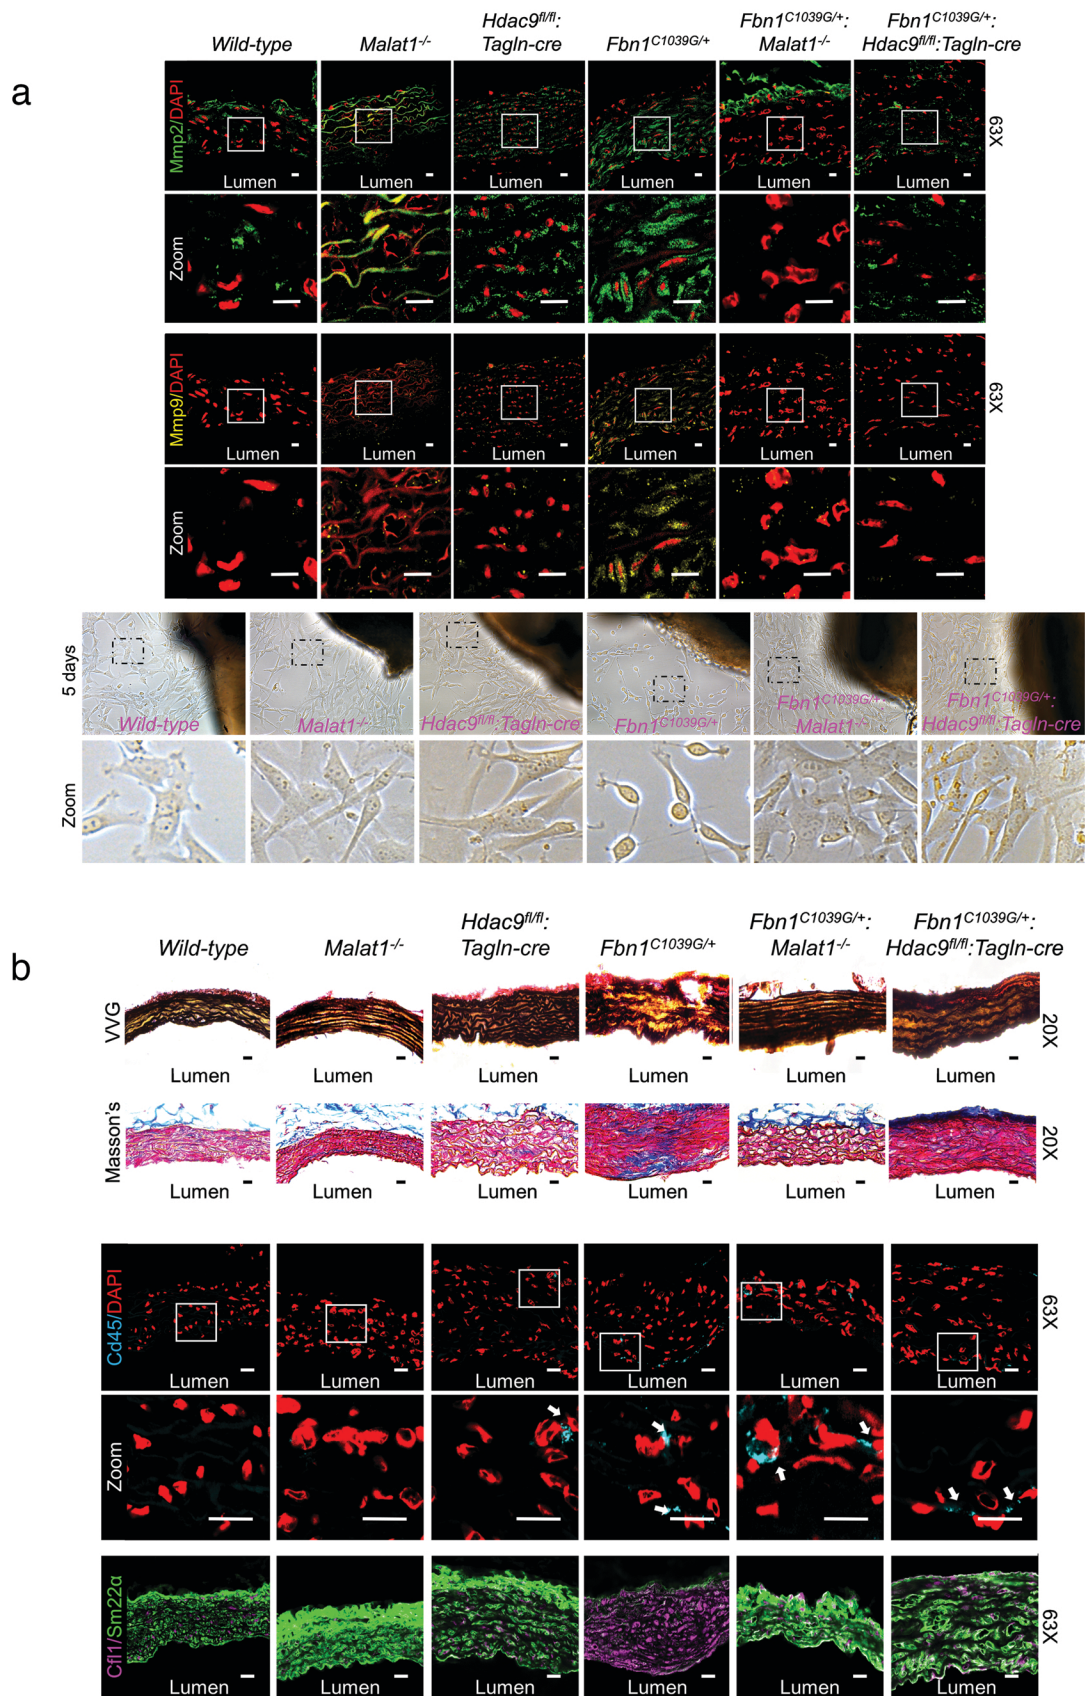 a
Wild-type
Malat1-/-
Hdac9fl/fl:
Tagln-cre
Fbn1C1039G/+
Fbn1C1039G/+:
Malat1-/-
Fbn1C1039G/+:
Hdac9fl/fl:Tagln-cre
Mmp2/DAPI
Lumen
Lumen
Lumen
Lumen
Lumen
Lumen
63X
Zoom
Mmp9/DAPI
Lumen
Lumen
Lumen
Lumen
Lumen
Lumen
63X
Zoom
5 days
Wild-type
Malat1-/-
Hdac9fl/fl:Tagln-cre
Fbn1C1039G/+
Fbn1C1039G/+:
Malat1-/-
Fbn1C1039G/+:
Hdac9fl/fl:Tagln-cre
Zoom
b
Wild-type
Malat1-/-
Hdac9fl/fl:
Tagln-cre
Fbn1C1039G/+
Fbn1C1039G/+:
Malat1-/-
Fbn1C1039G/+:
Hdac9fl/fl:Tagln-cre
VVG
20X
Lumen
Lumen
Lumen
Lumen
Lumen
Lumen
Masson's
20X
Lumen
Lumen
Lumen
Lumen
Lumen
Lumen
Cd45/DAPI
Lumen
Lumen
Lumen
Lumen
Lumen
Lumen
63X
Zoom
Cfl1/Sm22α
Lumen
Lumen
Lumen
Lumen
Lumen
Lumen
63X